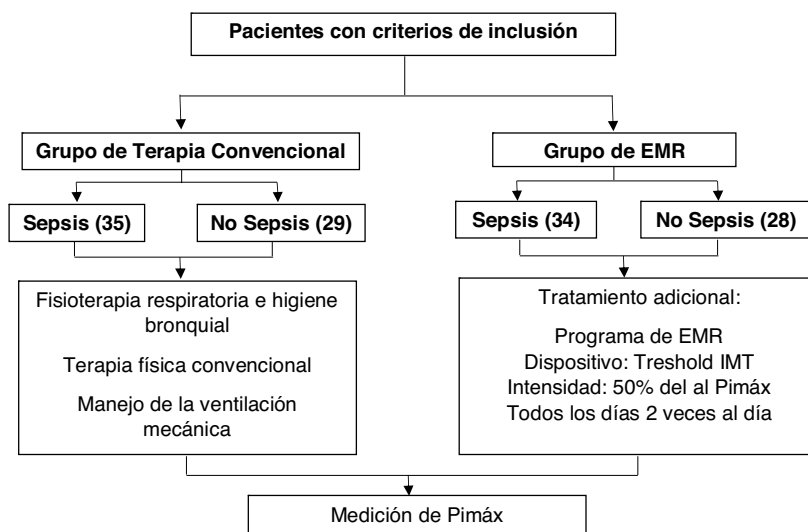 Pacientes con criterios de inclusión
Grupo de Terapia Convencional
Grupo de EMR
Sepsis (35)
No Sepsis (29)
Sepsis (34)
No Sepsis (28)
Fisioterapia respiratoria e higiene
bronquial
Terapia física convencional
Manejo de la ventilación
mecánica
Tratamiento adicional:
Programa de EMR
Dispositivo: Treshold IMT
Intensidad: 50% del al Pimáx
Todos los días 2 veces al día
Medición de Pimáx